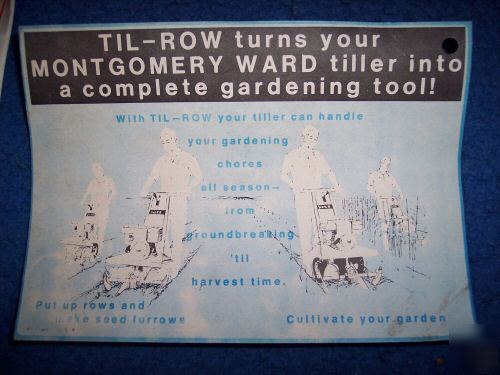 TIL-ROW turns your
MONTGOMERY WARD tiller into
a complete gardening tool!
With TIL-ROW your tiller can handle
your gardening
chores
all season-
from
groundbreaking
'til
harvest time.
Put up rows and
make seed furrows
Cultivate your garden